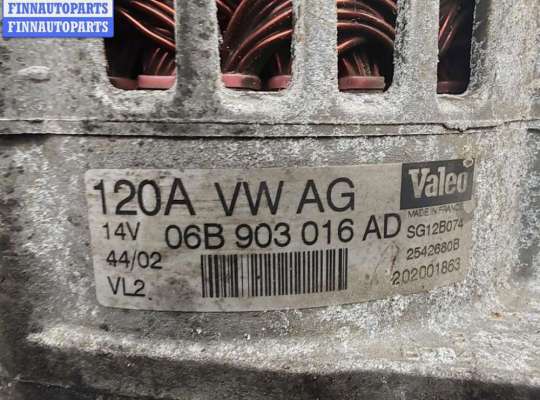 FINNAUTOPARTS
FINNAUTOPARTS
120A VW AG
Valeo
MADE IN FRANCE
14V 06B 903 016 AD
SG12B074
44/02
2542680B
VL2
202001863